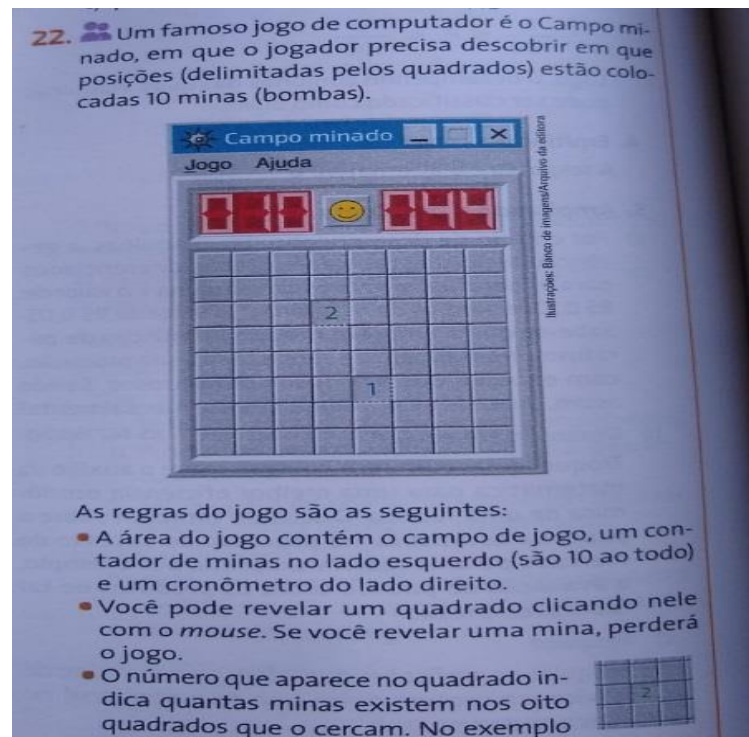 22. Um famoso jogo de computador é o Campo mi-
nado, em que o jogador precisa descobrir em que
posições (delimitadas pelos quadrados) estão colo-
cadas 10 minas (bombas).
Campo minado
Jogo Ajuda
010 044
2
1
Ilustrações: Banco de imagens/Arquivo da editora
As regras do jogo são as seguintes:
• A área do jogo contém o campo de jogo, um con-
tador de minas no lado esquerdo (são 10 ao todo)
e um cronômetro do lado direito.
• Você pode revelar um quadrado clicando nele
com o mouse. Se você revelar uma mina, perderá
o jogo.
• O número que aparece no quadrado in-
dica quantas minas existem nos oito
quadrados que o cercam. No exemplo
2